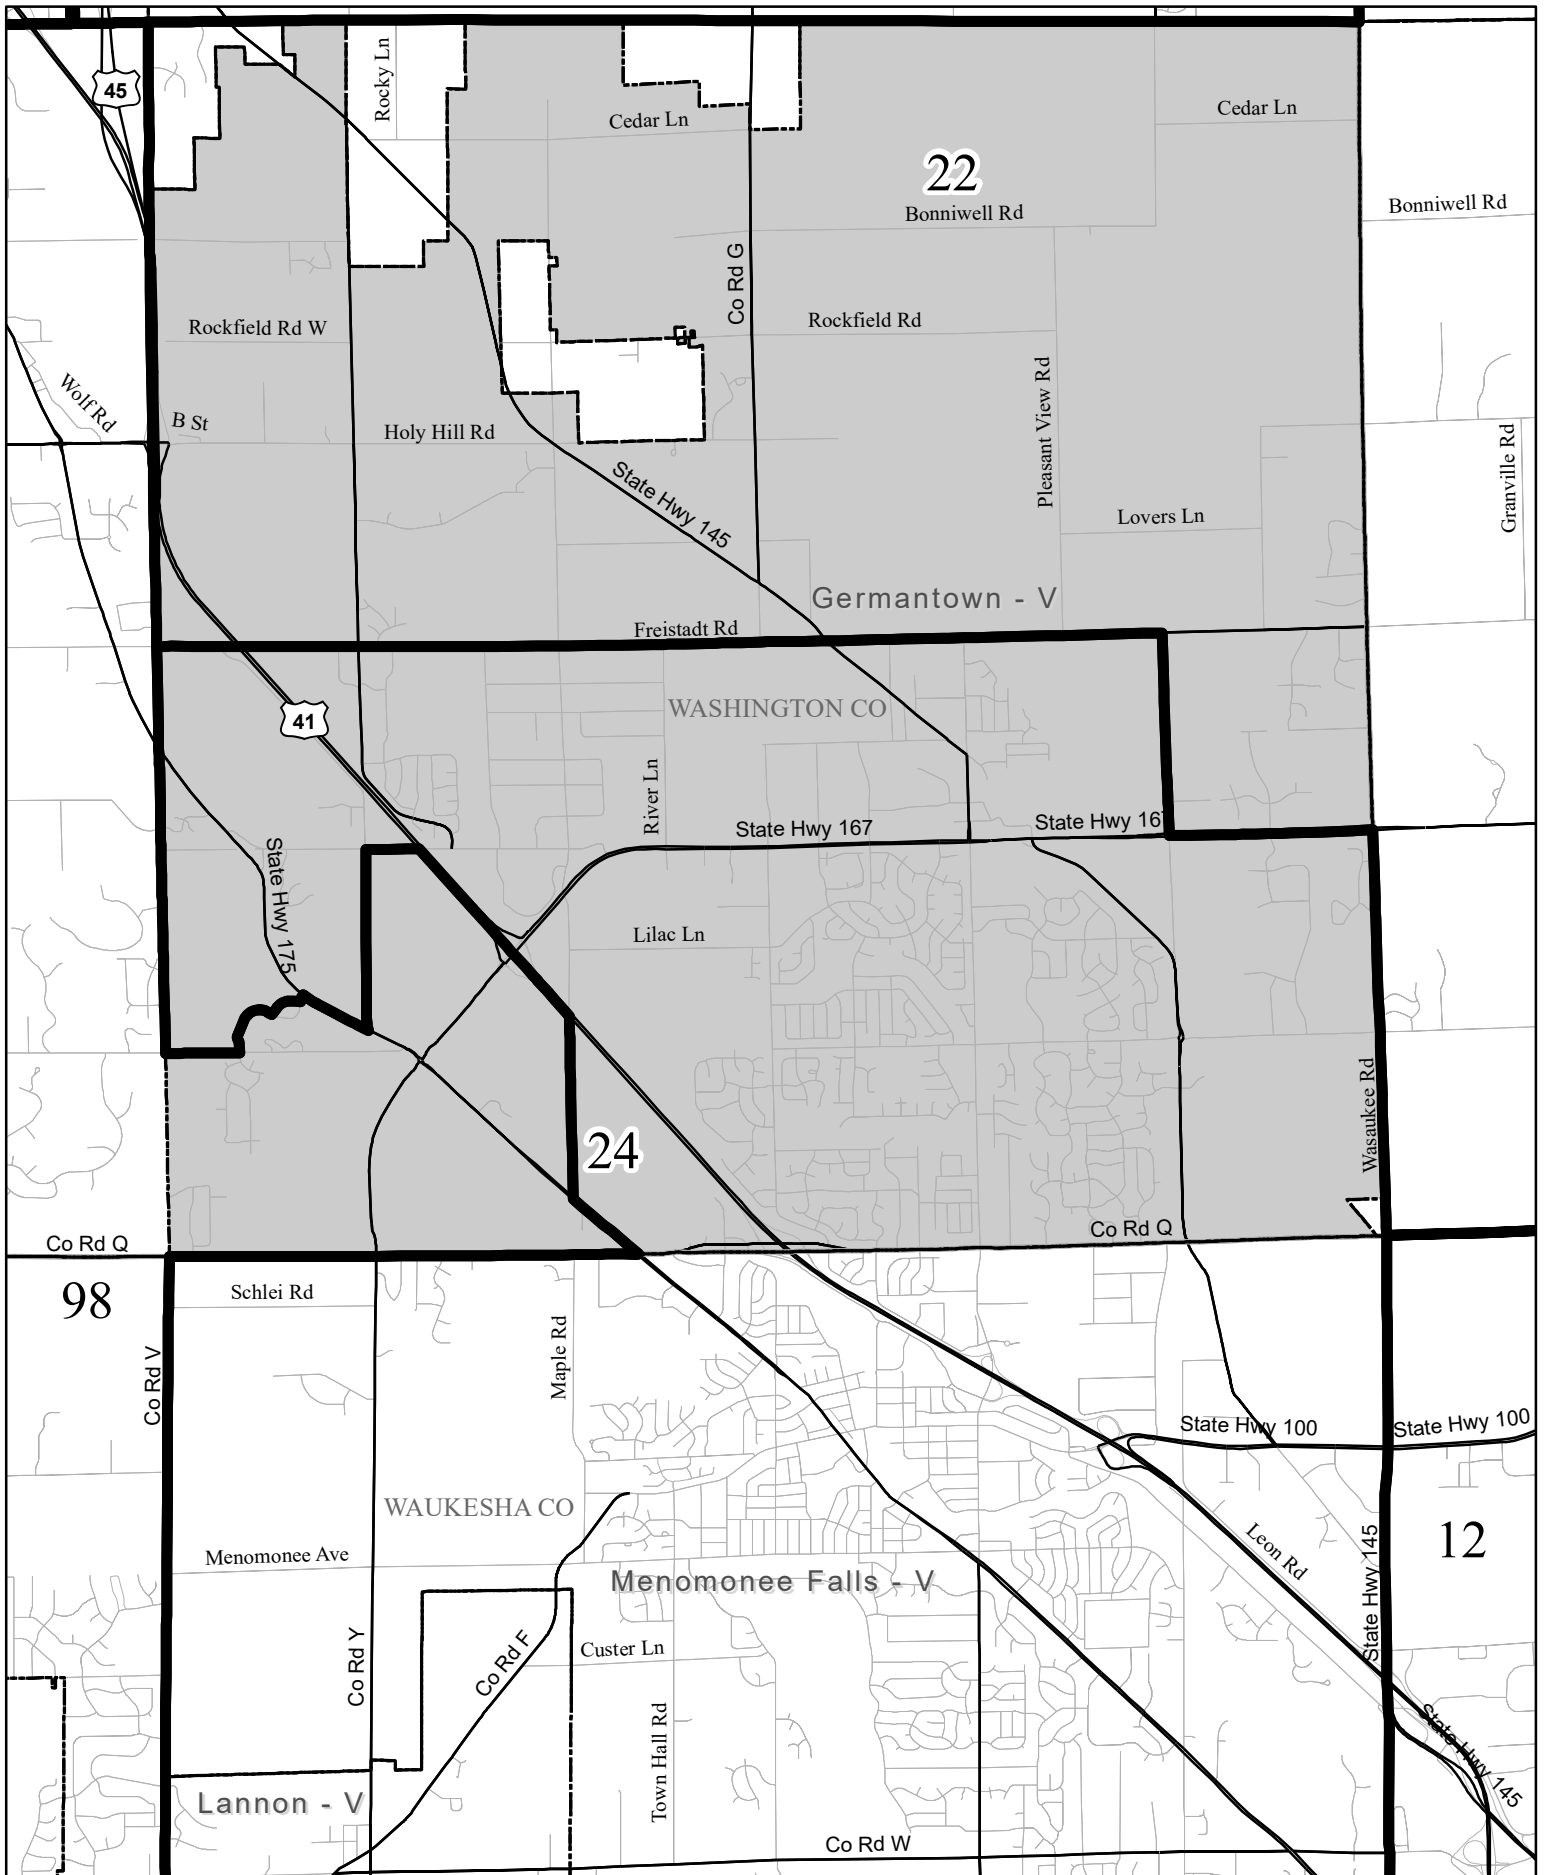 45
Rocky Ln
Cedar Ln
Cedar Ln
22
Bonniwell Rd
Bonniwell Rd
Co Rd G
Rockfield Rd W
Rockfield Rd
Wolf Rd
B St
Holy Hill Rd
Pleasant View Rd
Granville Rd
State Hwy 145
Lovers Ln
Germantown - V
Freistadt Rd
WASHINGTON CO
41
River Ln
State Hwy 167
State Hwy 167
State Hwy 175
Lilac Ln
Wasaukee Rd
24
Co Rd Q
Co Rd Q
98
Schlei Rd
Co Rd V
Maple Rd
State Hwy 100
State Hwy 100
WAUKESHA CO
Menomonee Ave
Leon Rd
State Hwy 145
12
Menomonee Falls - V
Co Rd Y
Co Rd F
Custer Ln
Town Hall Rd
State Hwy 145
Lannon - V
Co Rd W